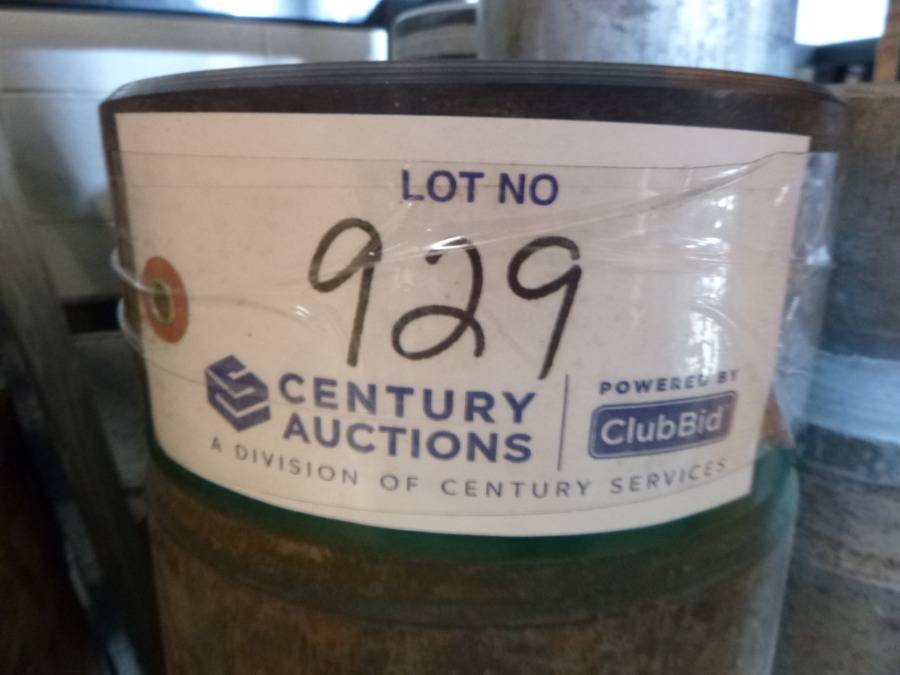 LOT NO
929
CENTURY
AUCTIONS
A DIVISION OF CENTURY SERVICES
POWERED BY
ClubBid